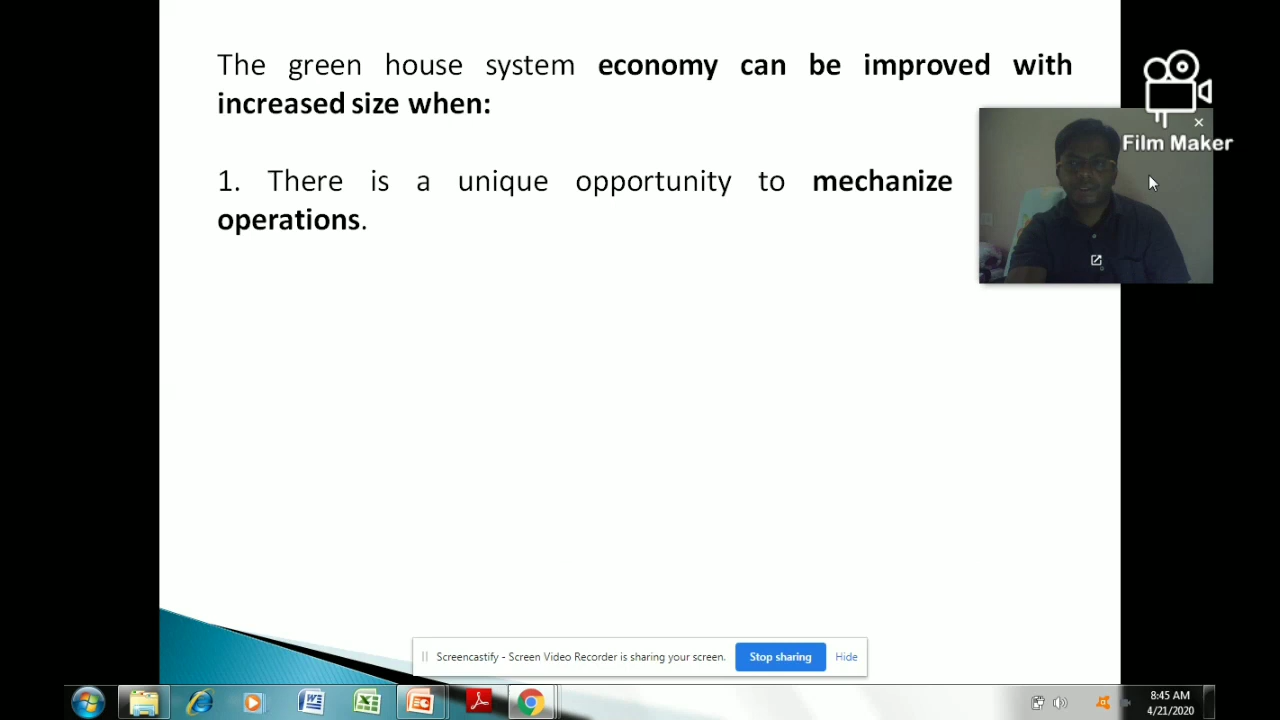 The green house system economy can be improved with
increased size when:
1. There is a unique opportunity to mechanize
operations.
Film Maker
Screencastify - Screen Video Recorder is sharing your screen.
Stop sharing
Hide
8:45 AM
4/21/2020